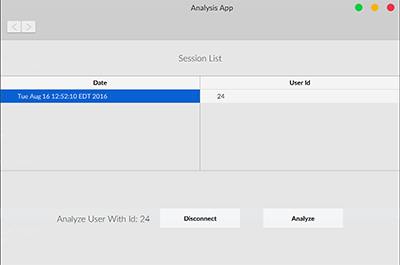 Analysis App
Session List
Date User Id
Tue Aug 16 12:52:10 EDT 2016 24
Analyze User With Id: 24 Disconnect Analyze